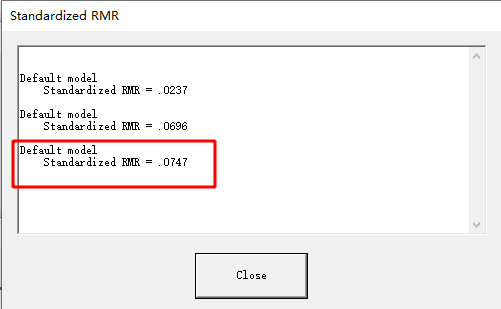 Standardized RMR
Default model
Standardized RMR = .0237
Default model
Standardized RMR = .0696
Default model
Standardized RMR = .0747
Close